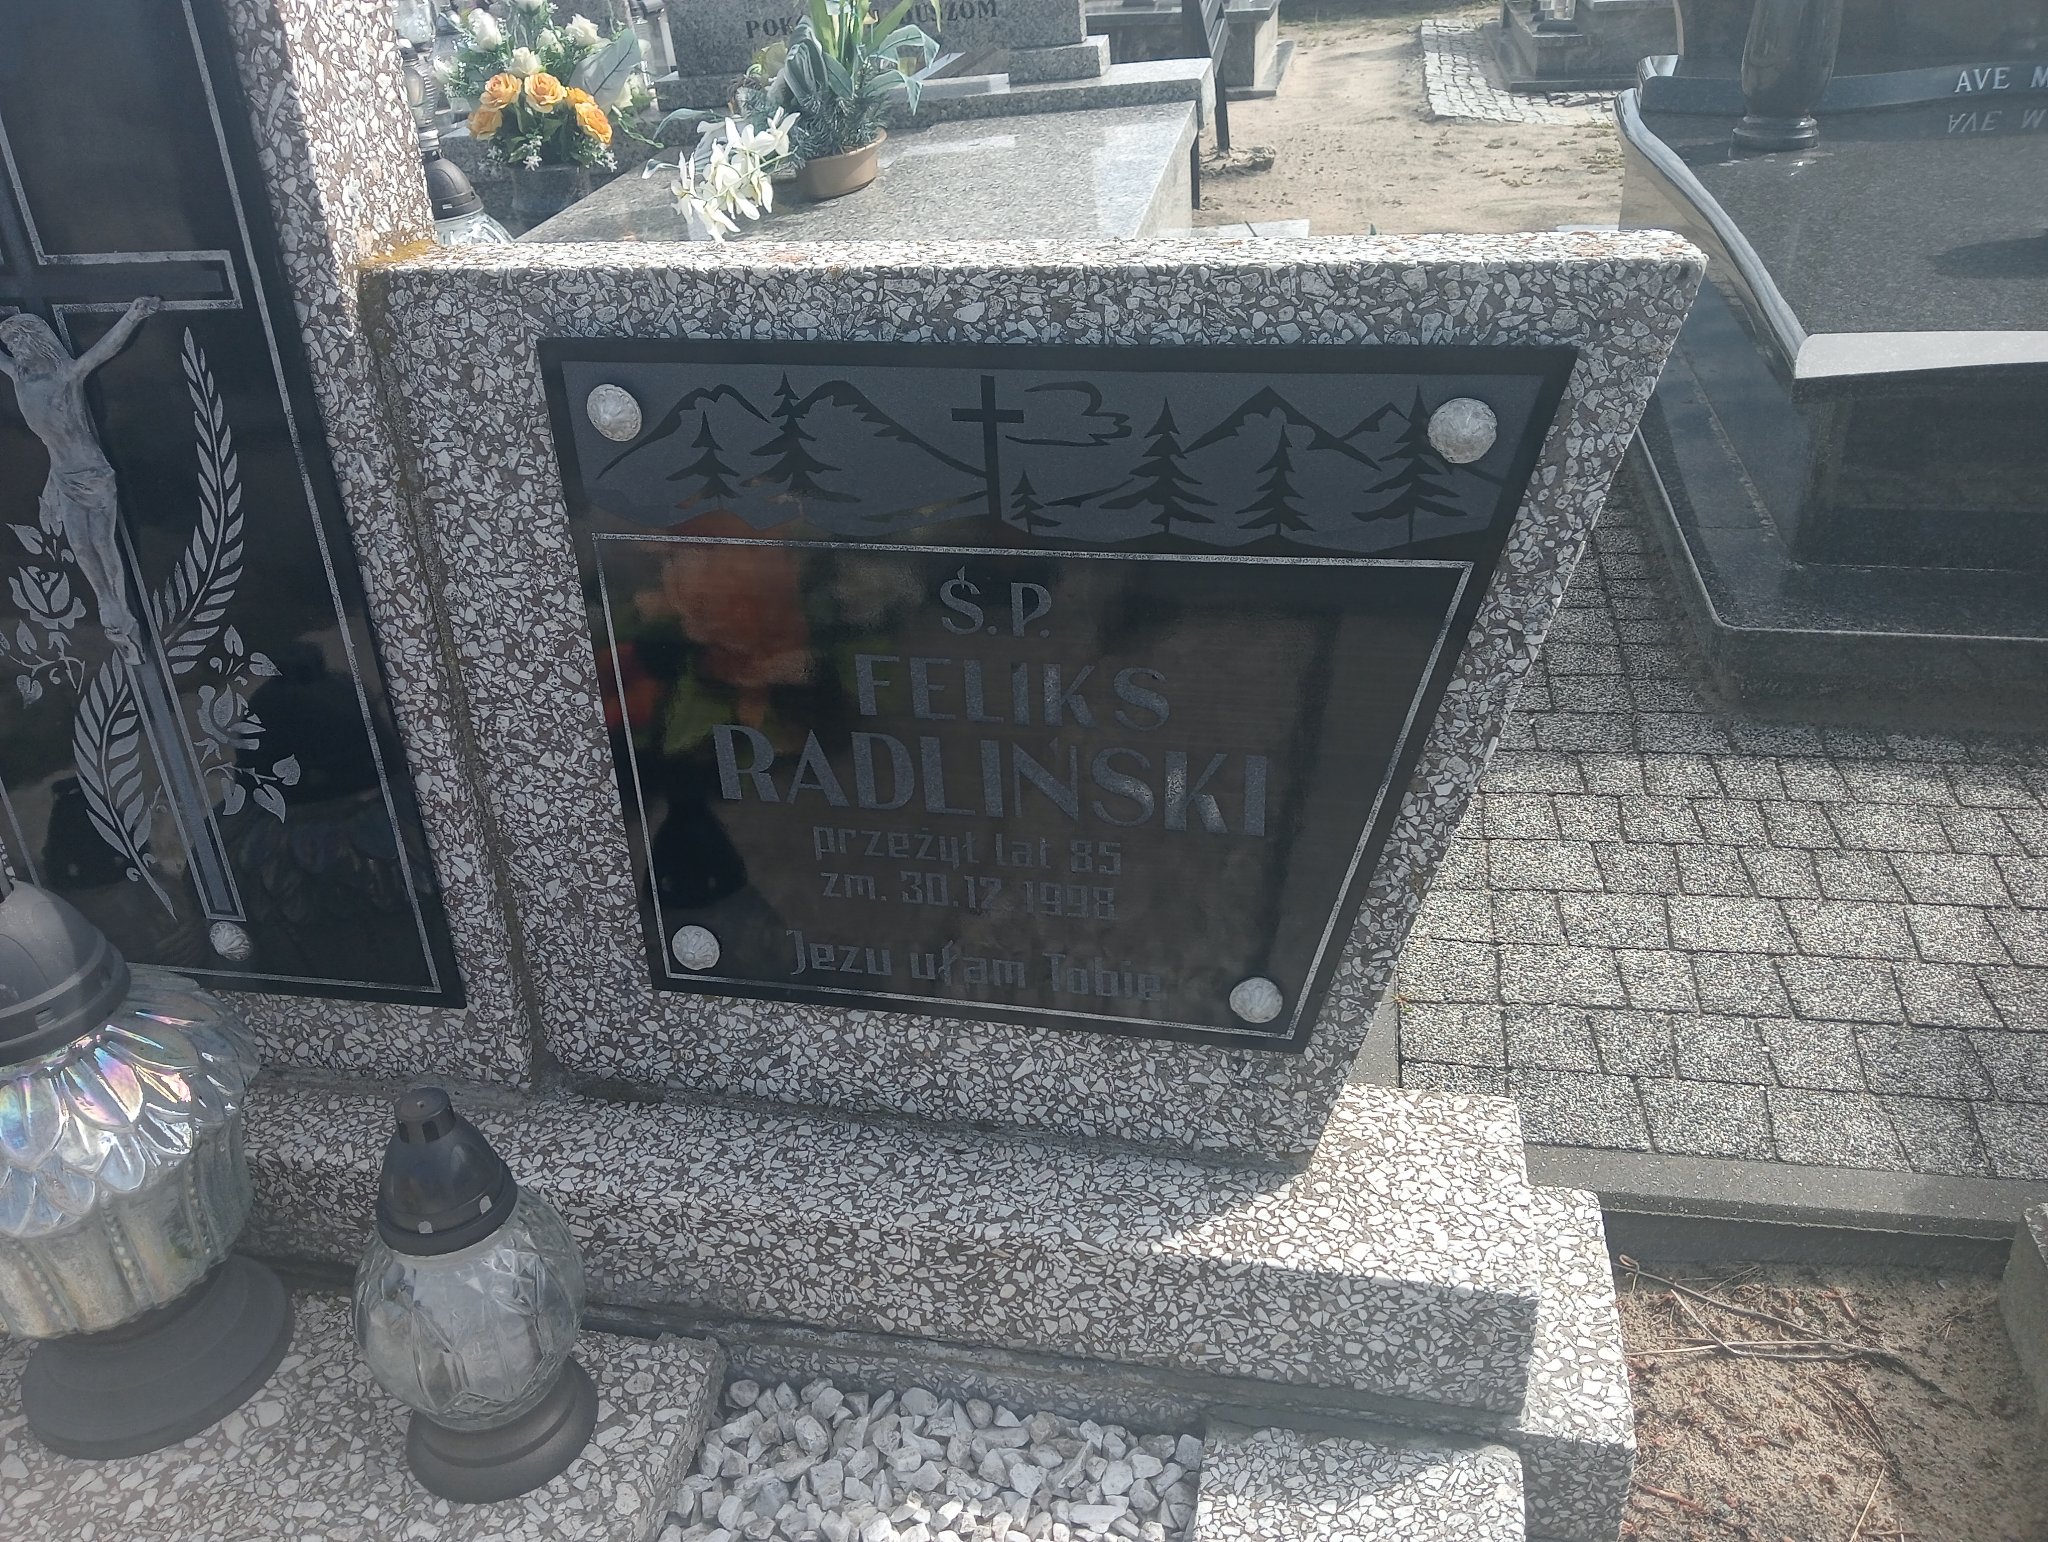 Ś.P.
FELIKS
RADLIŃSKI
przeżył lat 85
zm. 30.12 1998
Jezu ufam Tobie
AVE